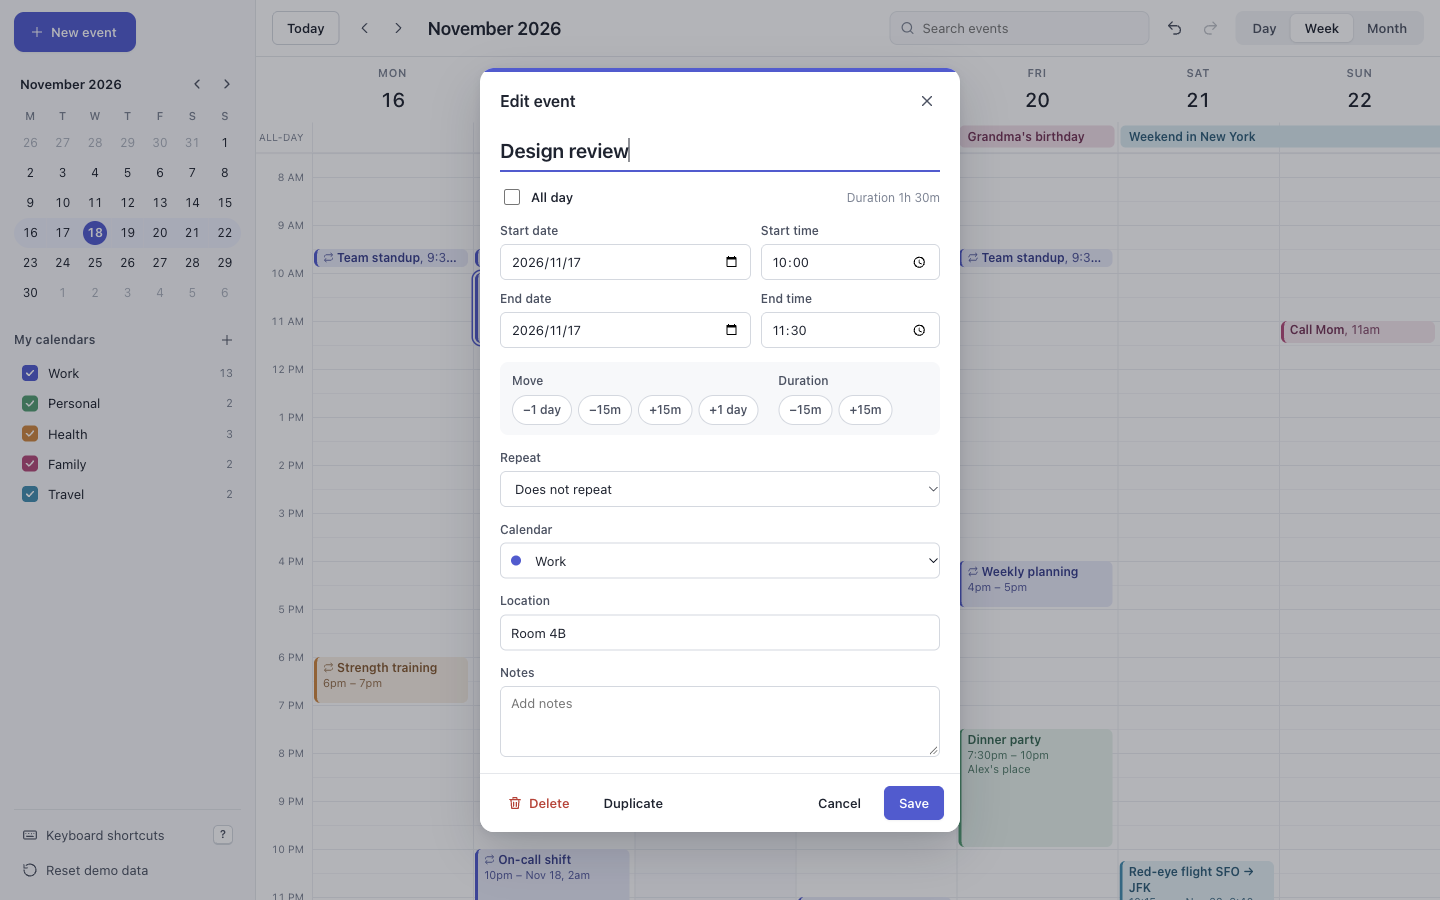 New event
Today
November 2026
Search events
Day
Week
Month
November 2026
M T W T F S S
26 27 28 29 30 31 1
2 3 4 5 6 7 8
9 10 11 12 13 14 15
16 17 18 19 20 21 22
23 24 25 26 27 28 29
30 1 2 3 4 5 6
My calendars
Work 13
Personal 2
Health 3
Family 2
Travel 2
Keyboard shortcuts ?
Reset demo data
MON
16
FRI
20
SAT
21
SUN
22
ALL-DAY
Grandma's birthday
Weekend in New York
8 AM
9 AM
10 AM
11 AM
12 PM
1 PM
2 PM
3 PM
4 PM
5 PM
6 PM
7 PM
8 PM
9 PM
10 PM
11 PM
Team standup, 9:3...
Strength training
6pm – 7pm
On-call shift
10pm – Nov 18, 2am
Team standup, 9:3...
Weekly planning
4pm – 5pm
Dinner party
7:30pm – 10pm
Alex's place
Red-eye flight SFO →
JFK
Call Mom, 11am
Edit event
Design review
All day
Duration 1h 30m
Start date
Start time
2026/11/17
10:00
End date
End time
2026/11/17
11:30
Move
Duration
−1 day
−15m
+15m
+1 day
−15m
+15m
Repeat
Does not repeat
Calendar
Work
Location
Room 4B
Notes
Add notes
Delete
Duplicate
Cancel
Save